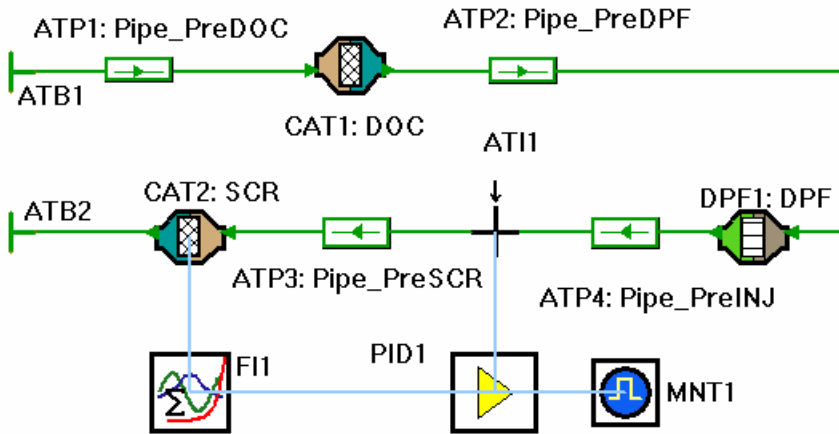 ATP1: Pipe_PreDOC
ATP2: Pipe_PreDPF
ATB1
CAT1: DOC
ATI1
CAT2: SCR
DPF1: DPF
ATB2
ATP3: Pipe_PreSCR
ATP4: Pipe_PreINJ
FI1
PID1
MNT1
Σ